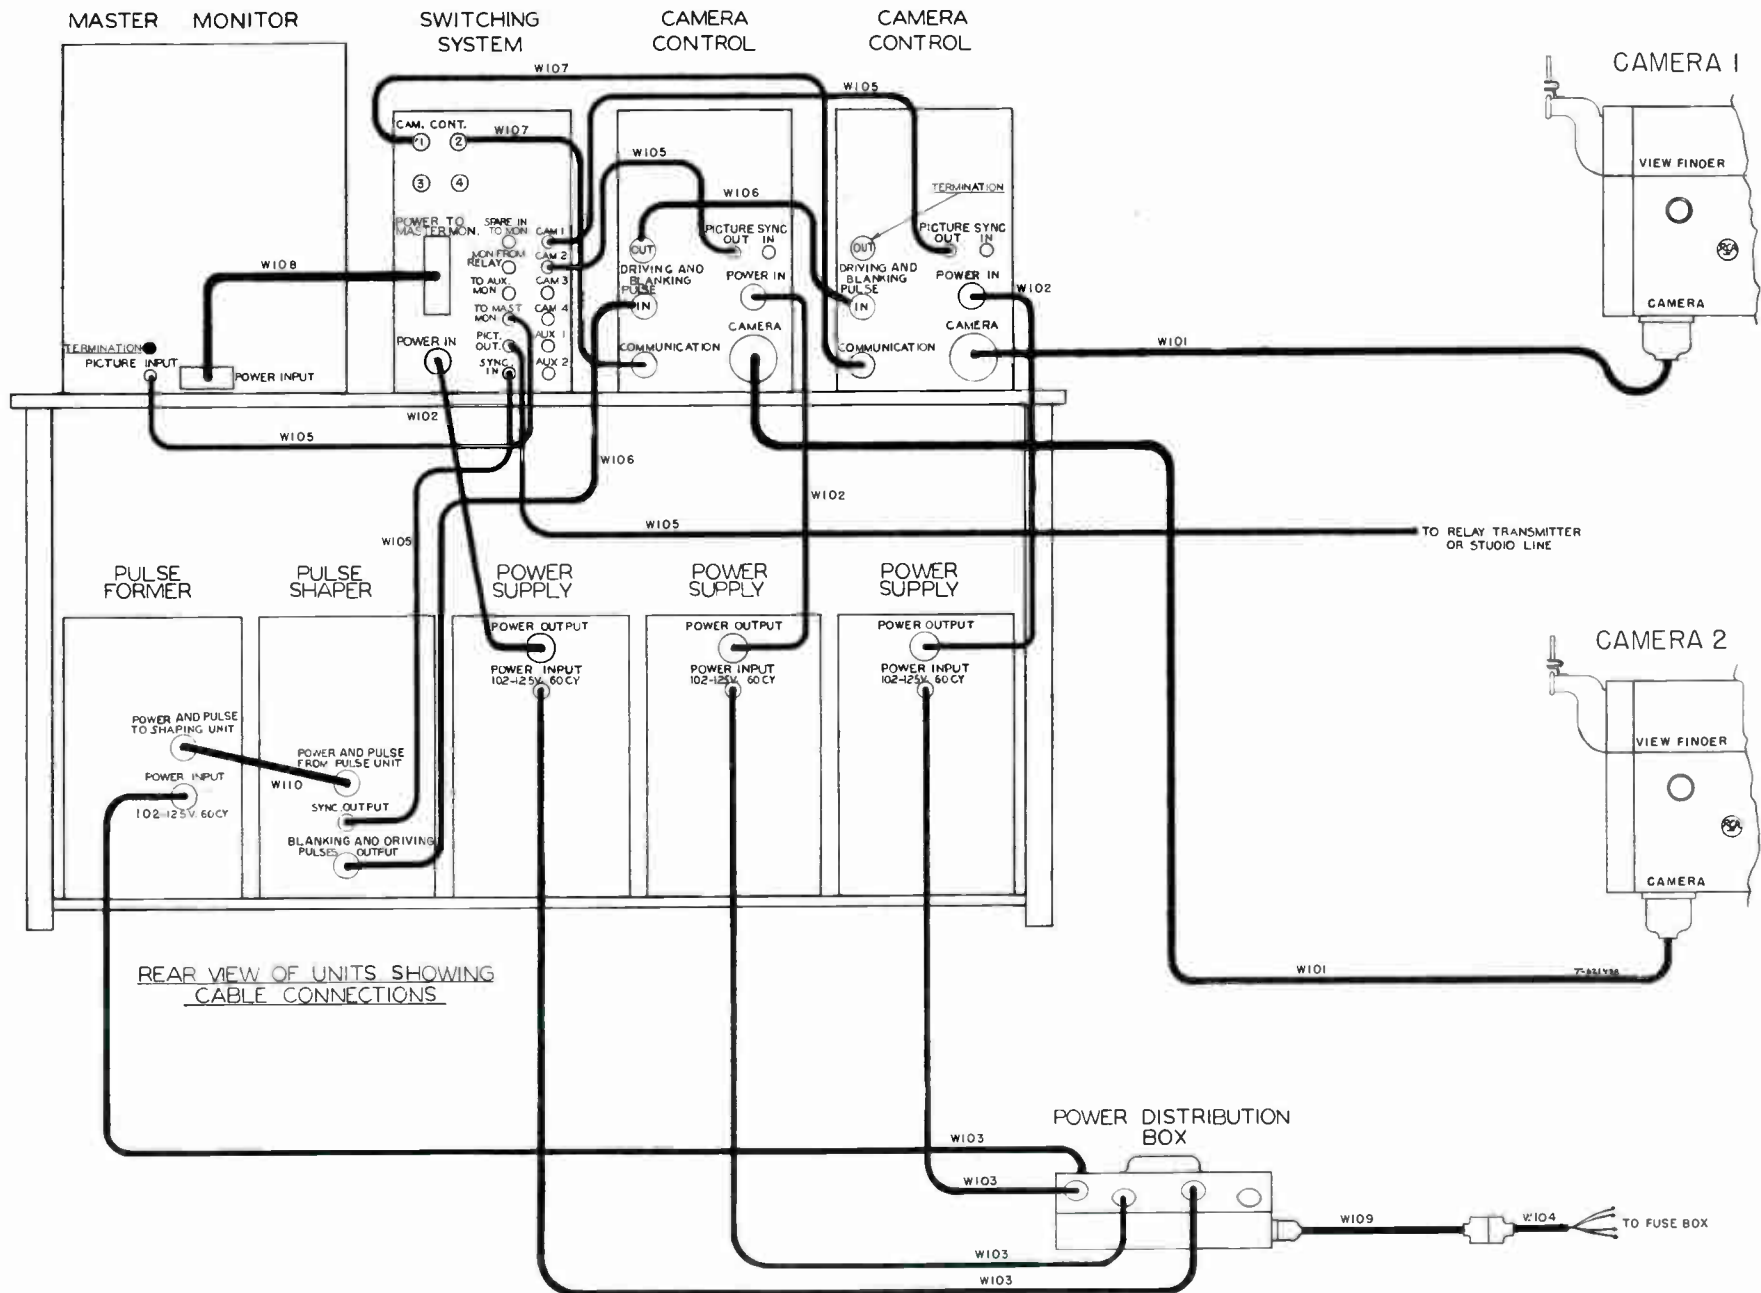 MASTER MONITOR
SWITCHING
SYSTEM
CAMERA
CONTROL
CAMERA
CONTROL
CAMERA 1
W107
W105
CAM. CONT.
1
2
W107
3
4
W105
W106
TERMINATION
VIEW FINDER
RCA
CAMERA
POWER TO
MASTER MON.
SPARE IN
TO MON
CAM 1
MON FROM
RELAY
CAM 2
TO AUX.
MON
CAM 3
TO MAST
MON
CAM 4
PICT.
OUT.
AUX 1
SYNC.
IN
AUX 2
POWER IN
OUT
PICTURE SYNC
OUT IN
DRIVING AND
BLANKING
PULSE
IN
POWER IN
CAMERA
COMMUNICATION
OUT
PICTURE SYNC
OUT IN
DRIVING AND
BLANKING
PULSE
IN
POWER IN
CAMERA
COMMUNICATION
W108
W102
W101
TERMINATION
PICTURE INPUT
POWER INPUT
W102
W105
W106
W102
W105
W105
TO RELAY TRANSMITTER
OR STUDIO LINE
PULSE
FORMER
PULSE
SHAPER
POWER
SUPPLY
POWER
SUPPLY
POWER
SUPPLY
POWER OUTPUT
POWER INPUT
102-125V. 60CY
POWER OUTPUT
POWER INPUT
102-125V. 60CY
POWER OUTPUT
POWER INPUT
102-125V. 60CY
CAMERA 2
VIEW FINDER
RCA
CAMERA
POWER AND PULSE
TO SHAPING UNIT
POWER INPUT
102-125V. 60CY
W110
POWER AND PULSE
FROM PULSE UNIT
SYNC. OUTPUT
BLANKING AND DRIVING
PULSES OUTPUT
W101
REAR VIEW OF UNITS SHOWING
CABLE CONNECTIONS
POWER DISTRIBUTION
BOX
W103
W103
W103
W103
W109
W104
TO FUSE BOX